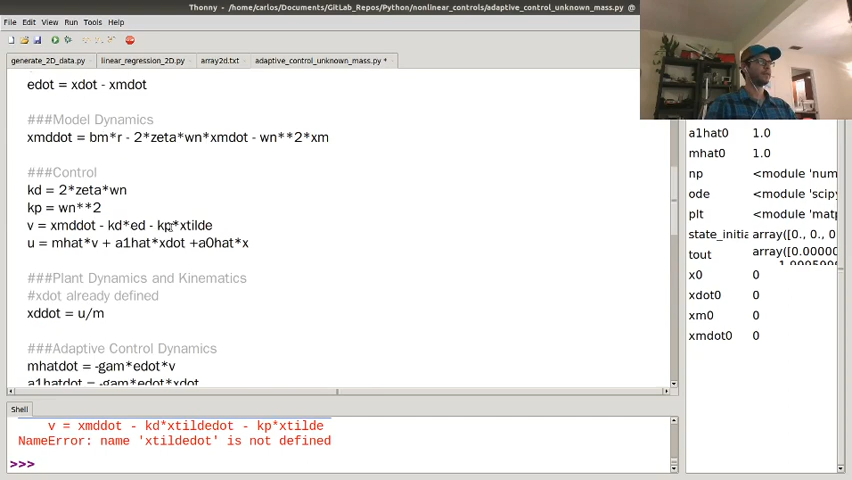 Thonny - /home/carlos/Documents/GitLab_Repos/Python/nonlinear_controls/adaptive_control_unknown_mass.py @
File Edit View Run Tools Help
generate_2D_data.py linear_regression_2D.py array2d.txt adaptive_control_unknown_mass.py *
edot = xdot - xmdot
###Model Dynamics
xmddot = bm*r - 2*zeta*wn*xmdot - wn**2*xm
###Control
kd = 2*zeta*wn
kp = wn**2
v = xmddot - kd*ed - kp*xtilde
u = mhat*v + a1hat*xdot +a0hat*x
###Plant Dynamics and Kinematics
#xdot already defined
xddot = u/m
###Adaptive Control Dynamics
mhatdot = -gam*edot*v
a1hatdot = -gam*edot*xdot
a1hat0 1.0
mhat0 1.0
np <module 'num
ode <module 'scip
plt <module 'matp
state_initia array([0., 0., 0
tout array([0.00000
x0 0
xdot0 0
xm0 0
xmdot0 0
Shell
v = xmddot - kd*xtildedot - kp*xtilde
NameError: name 'xtildedot' is not defined
>>>